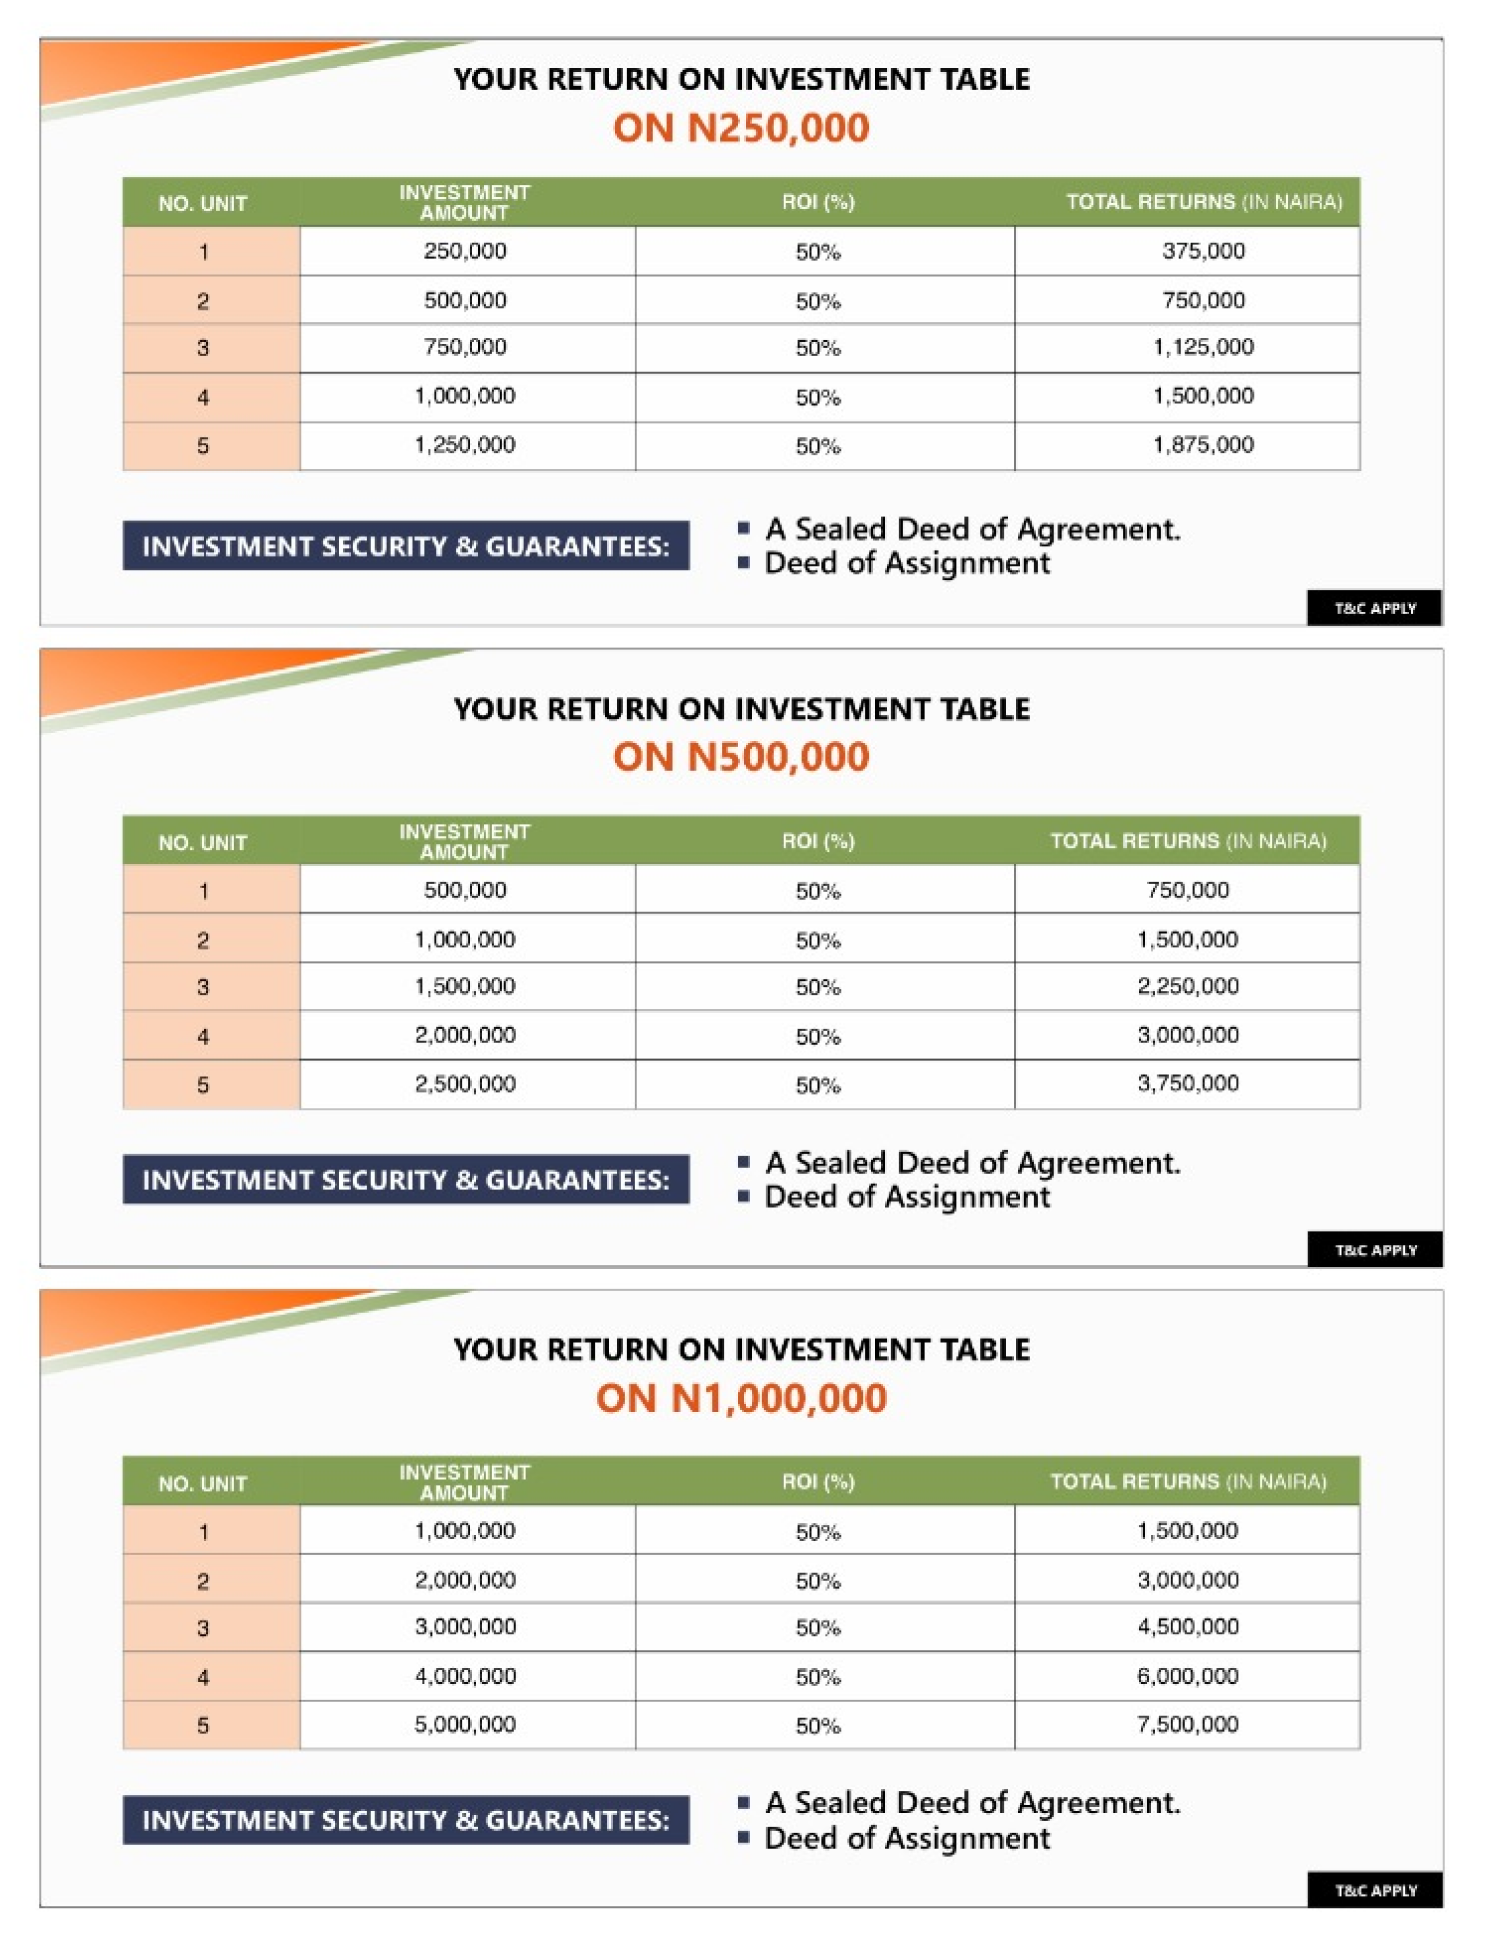 YOUR RETURN ON INVESTMENT TABLE
ON N250,000
NO. UNIT INVESTMENT AMOUNT ROI (%) TOTAL RETURNS (IN NAIRA)
1 250,000 50% 375,000
2 500,000 50% 750,000
3 750,000 50% 1,125,000
4 1,000,000 50% 1,500,000
5 1,250,000 50% 1,875,000
INVESTMENT SECURITY & GUARANTEES:
▪ A Sealed Deed of Agreement.
▪ Deed of Assignment
T&C APPLY
YOUR RETURN ON INVESTMENT TABLE
ON N500,000
NO. UNIT INVESTMENT AMOUNT ROI (%) TOTAL RETURNS (IN NAIRA)
1 500,000 50% 750,000
2 1,000,000 50% 1,500,000
3 1,500,000 50% 2,250,000
4 2,000,000 50% 3,000,000
5 2,500,000 50% 3,750,000
INVESTMENT SECURITY & GUARANTEES:
▪ A Sealed Deed of Agreement.
▪ Deed of Assignment
T&C APPLY
YOUR RETURN ON INVESTMENT TABLE
ON N1,000,000
NO. UNIT INVESTMENT AMOUNT ROI (%) TOTAL RETURNS (IN NAIRA)
1 1,000,000 50% 1,500,000
2 2,000,000 50% 3,000,000
3 3,000,000 50% 4,500,000
4 4,000,000 50% 6,000,000
5 5,000,000 50% 7,500,000
INVESTMENT SECURITY & GUARANTEES:
▪ A Sealed Deed of Agreement.
▪ Deed of Assignment
T&C APPLY